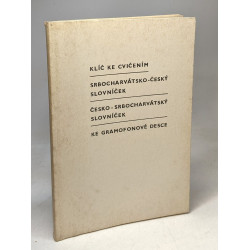 KLÍČ KE CVIČENÍM
SRBOCHARVÁTSKO-ČESKÝ
SLOVNÍČEK
ČESKO-SRBOCHARVÁTSKÝ
SLOVNÍČEK
KE GRAMOFONOVÉ DESCE